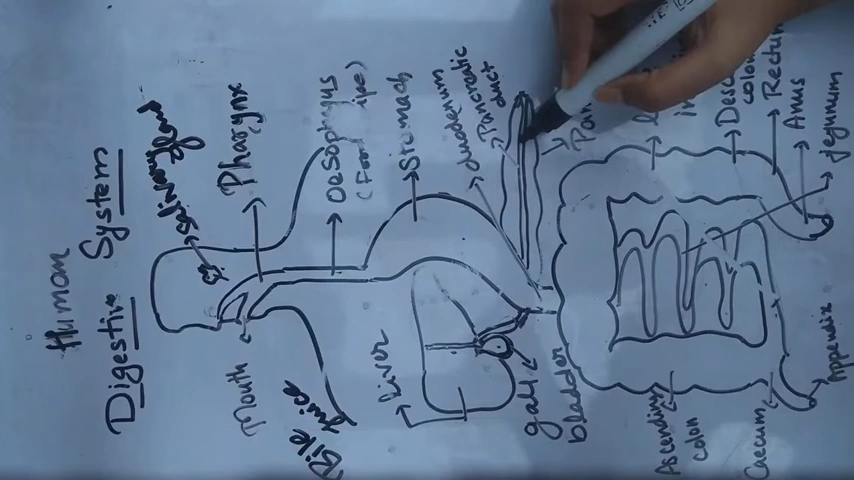 Human
Digestive System
Salivary gland
Pharynx
Oesophagus
(Food pipe)
Stomach
duodenum
Pancreatic
duct
Desc
colon
Rectum
Anus
Jejunum
Mouth
Bile
juice
Liver
gall
bladder
Ascending
colon
Caecum
Appendix